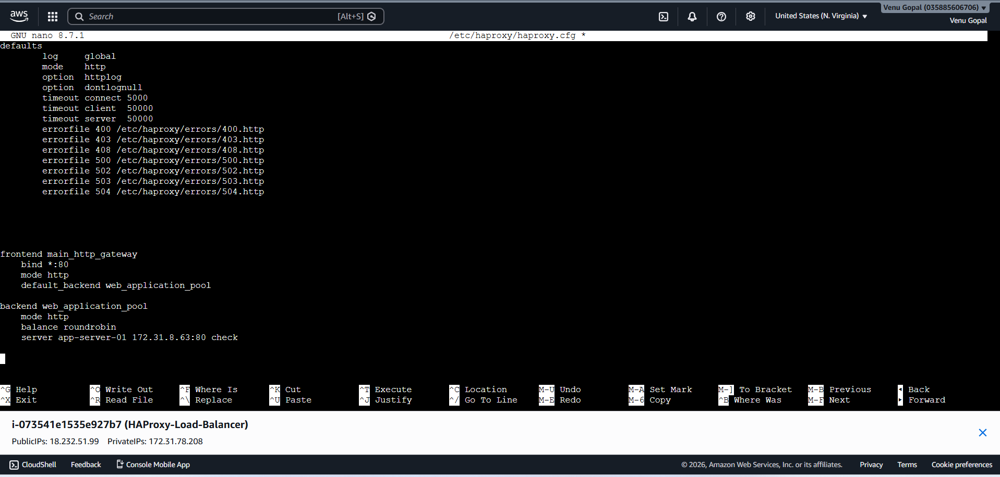 aws
Search [Alt+S]
United States (N. Virginia)
Venu Gopal (035885606706)
Venu Gopal
GNU nano 8.7.1 /etc/haproxy/haproxy.cfg *
defaults
log global
mode http
option httplog
option dontlognull
timeout connect 5000
timeout client 50000
timeout server 50000
errorfile 400 /etc/haproxy/errors/400.http
errorfile 403 /etc/haproxy/errors/403.http
errorfile 408 /etc/haproxy/errors/408.http
errorfile 500 /etc/haproxy/errors/500.http
errorfile 502 /etc/haproxy/errors/502.http
errorfile 503 /etc/haproxy/errors/503.http
errorfile 504 /etc/haproxy/errors/504.http
frontend main_http_gateway
bind *:80
mode http
default_backend web_application_pool
backend web_application_pool
mode http
balance roundrobin
server app-server-01 172.31.8.63:80 check
^G Help ^O Write Out ^F Where Is ^K Cut ^T Execute ^C Location M-U Undo M-A Set Mark M-] To Bracket M-B Previous ◂ Back
^X Exit ^R Read File ^\ Replace ^U Paste ^J Justify ^/ Go To Line M-E Redo M-6 Copy ^B Where Was M-F Next ▸ Forward
i-073541e1535e927b7 (HAProxy-Load-Balancer)
PublicIPs: 18.232.51.99 PrivateIPs: 172.31.78.208
CloudShell Feedback Console Mobile App © 2026, Amazon Web Services, Inc. or its affiliates. Privacy Terms Cookie preferences